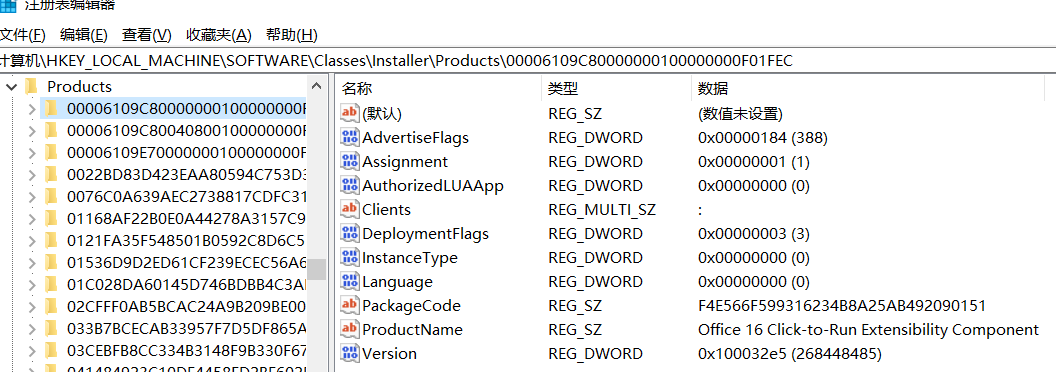 注册表编辑器
文件(F) 编辑(E) 查看(V) 收藏夹(A) 帮助(H)
计算机\HKEY_LOCAL_MACHINE\SOFTWARE\Classes\Installer\Products\00006109C80000000100000000F01FEC
Products
00006109C80000000100000000F
00006109C80040800100000000F
00006109E70000000100000000F
0022BD83D423EAA80594C753D3
0076C0A639AEC2738817CDFC31
01168AF22B0E0A44278A3157C9
0121FA35F548501B0592C8D6C5
01536D9D2ED61CF239ECEC56A6
01C028DA60145D746BDBB4C3A
02CFFF0AB5BCAC24A9B209BE00
033B7BCECAB33957F7D5DF865A
03CEBFB8CC334B3148F9B330F67
名称 类型 数据
(默认) REG_SZ (数值未设置)
AdvertiseFlags REG_DWORD 0x00000184 (388)
Assignment REG_DWORD 0x00000001 (1)
AuthorizedLUAApp REG_DWORD 0x00000000 (0)
Clients REG_MULTI_SZ :
DeploymentFlags REG_DWORD 0x00000003 (3)
InstanceType REG_DWORD 0x00000000 (0)
Language REG_DWORD 0x00000000 (0)
PackageCode REG_SZ F4E566F599316234B8A25AB492090151
ProductName REG_SZ Office 16 Click-to-Run Extensibility Component
Version REG_DWORD 0x100032e5 (268448485)